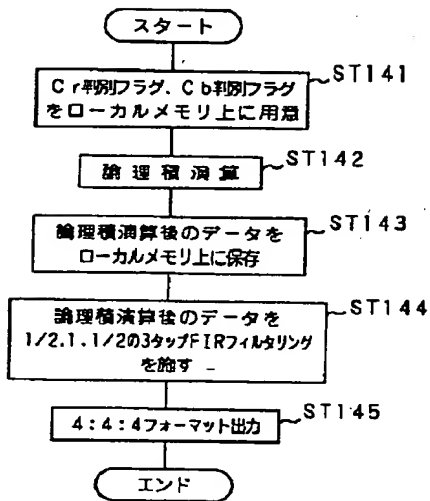 スタート
Cr判別フラグ、Cb判別フラグ
をローカルメモリ上に用意
ST141
論理積演算
ST142
論理積演算後のデータを
ローカルメモリ上に保存
ST143
論理積演算後のデータを
1/2.1.1/2の3タップFIRフィルタリング
を施す
ST144
4:4:4フォーマット出力
ST145
エンド